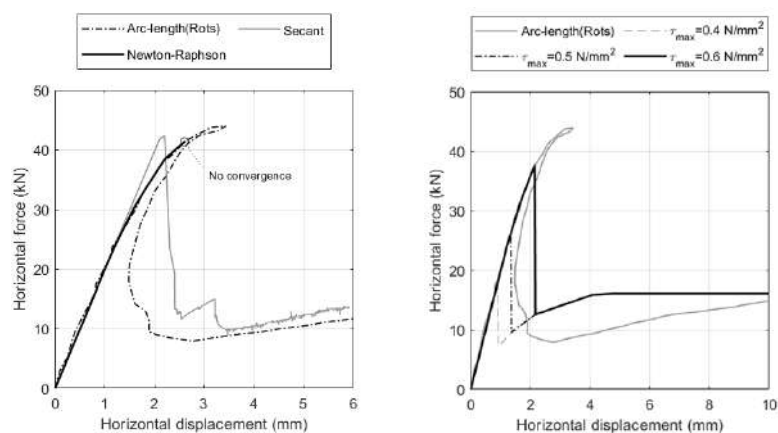 Arc-length(Rots) Secant
Newton-Raphson
50
40
30
20
10
0
Horizontal force (kN)
No convergence
0 1 2 3 4 5 6
Horizontal displacement (mm)
Arc-length(Rots) τmax=0.4 N/mm²
τmax=0.5 N/mm² τmax=0.6 N/mm²
50
40
30
20
10
0
Horizontal force (kN)
0 2 4 6 8 10
Horizontal displacement (mm)